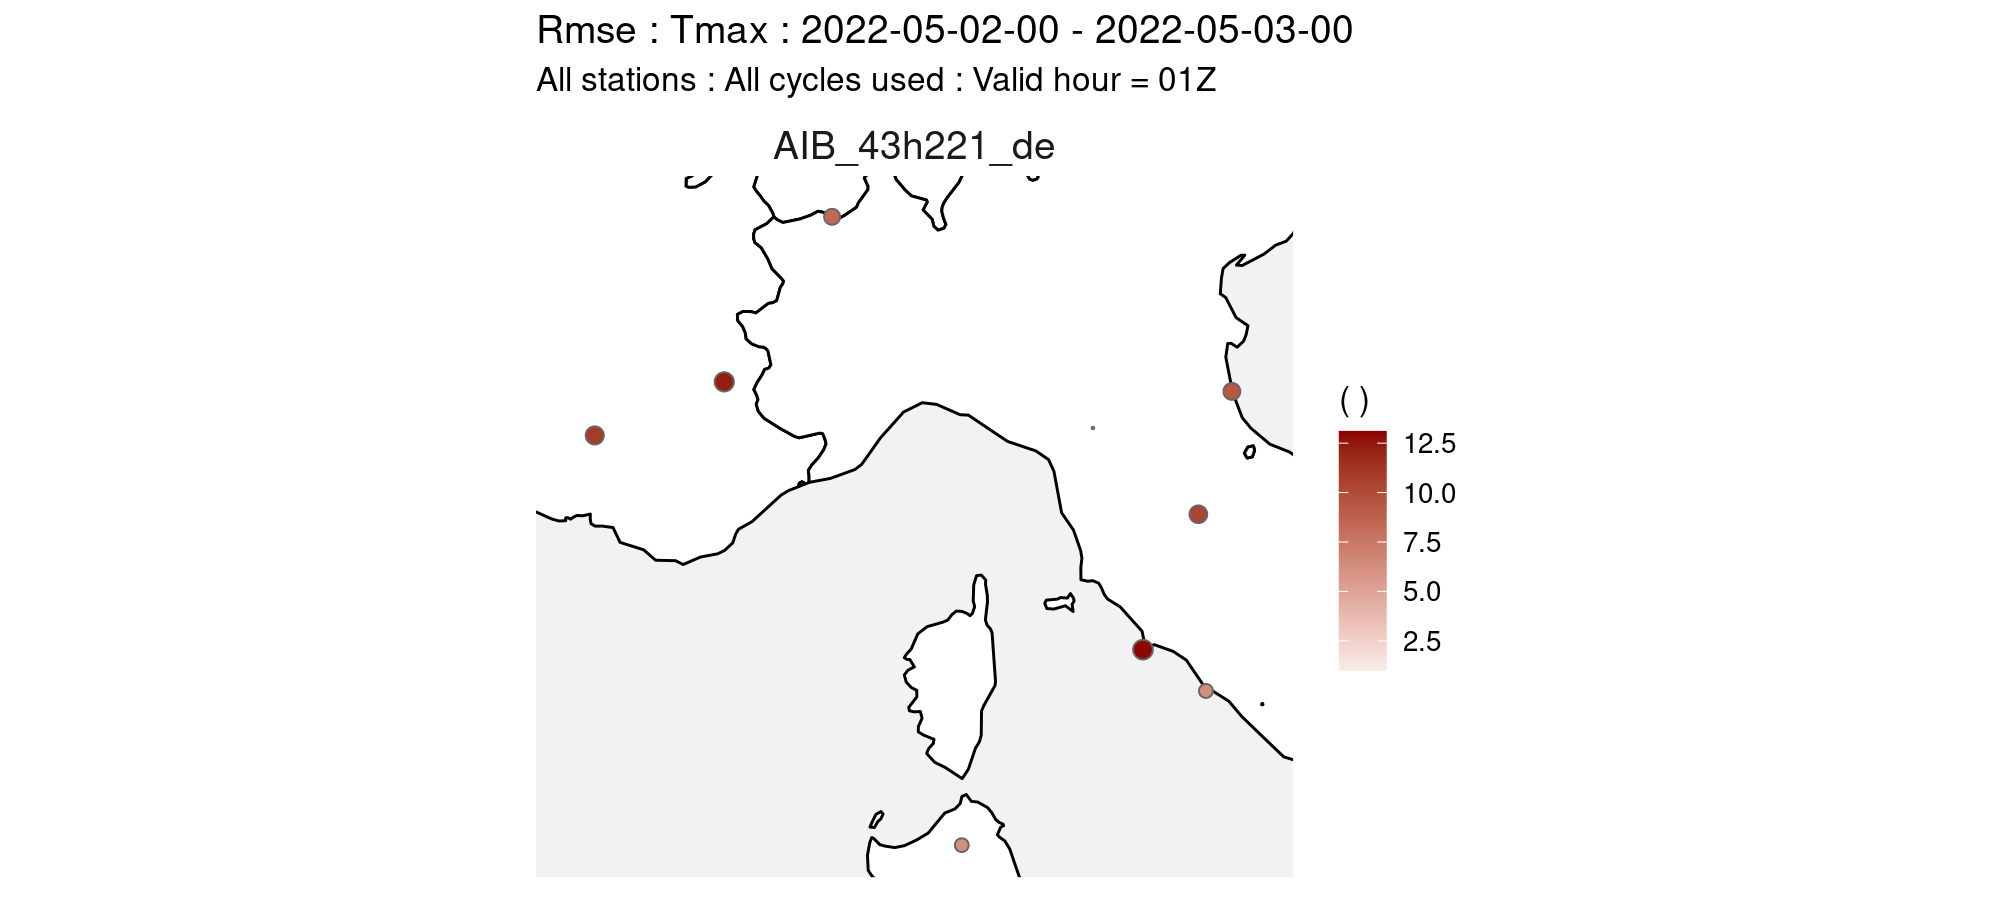 Rmse : Tmax : 2022-05-02-00 - 2022-05-03-00
All stations : All cycles used : Valid hour = 01Z
AIB_43h221_de
( )
12.5
10.0
7.5
5.0
2.5